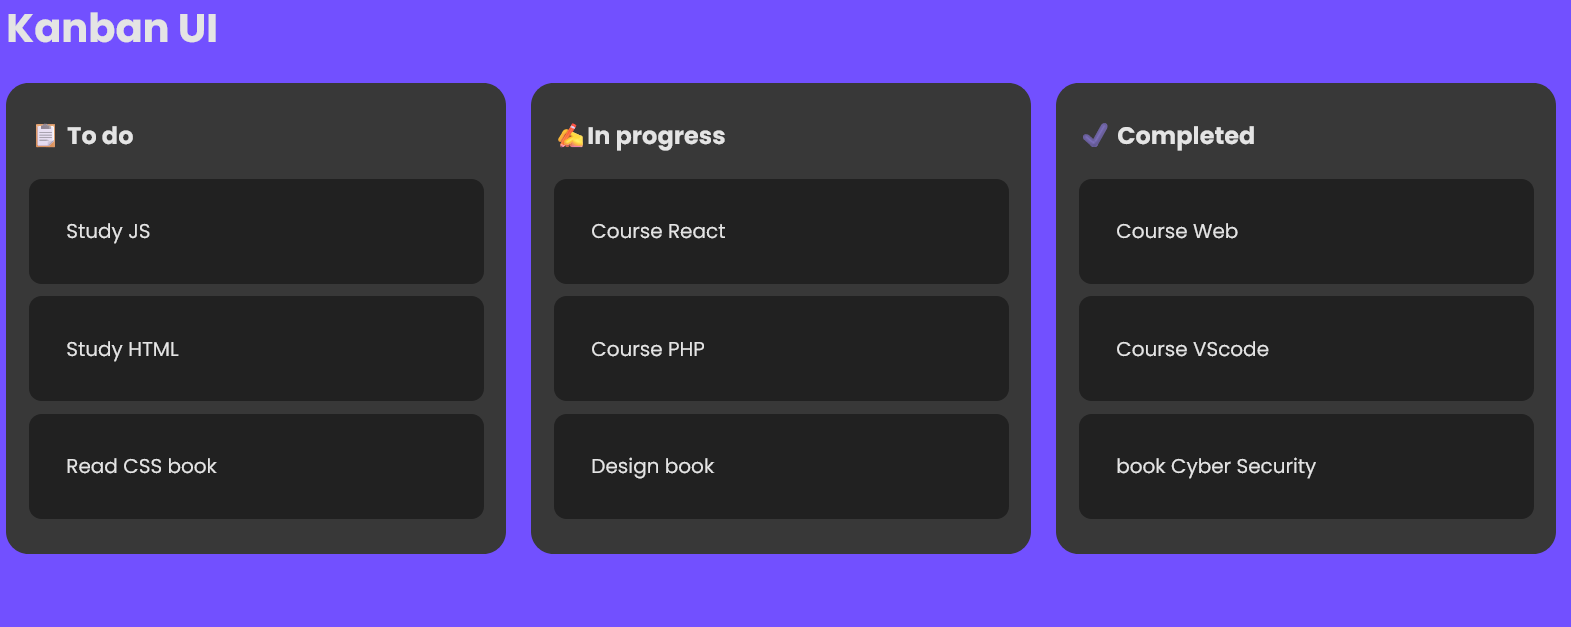 Kanban UI
📋 To do
Study JS
Study HTML
Read CSS book
✍️In progress
Course React
Course PHP
Design book
✔️ Completed
Course Web
Course VScode
book Cyber Security